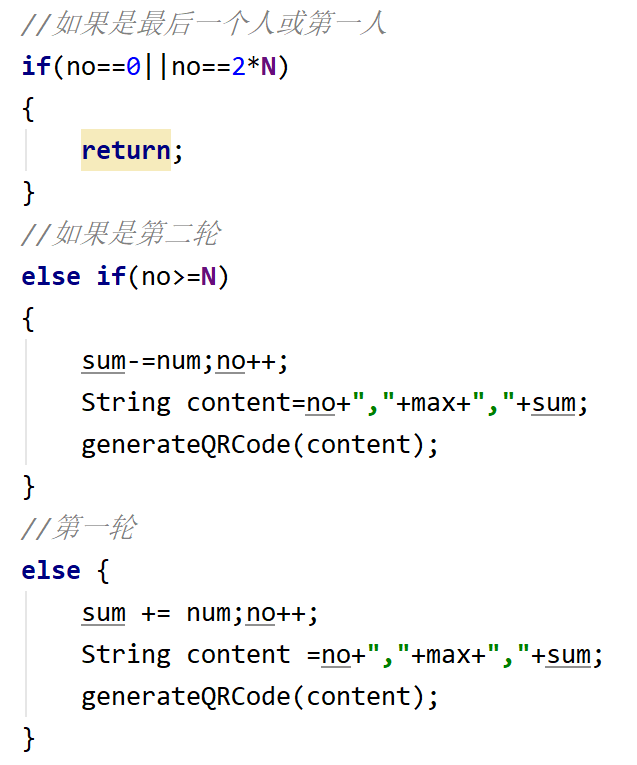 //如果是最后一个人或第一人
if(no==0||no==2*N)
{
    return;
}
//如果是第二轮
else if(no>=N)
{
    sum-=num;no++;
    String content=no+","+max+","+sum;
    generateQRCode(content);
}
//第一轮
else {
    sum += num;no++;
    String content =no+","+max+","+sum;
    generateQRCode(content);
}